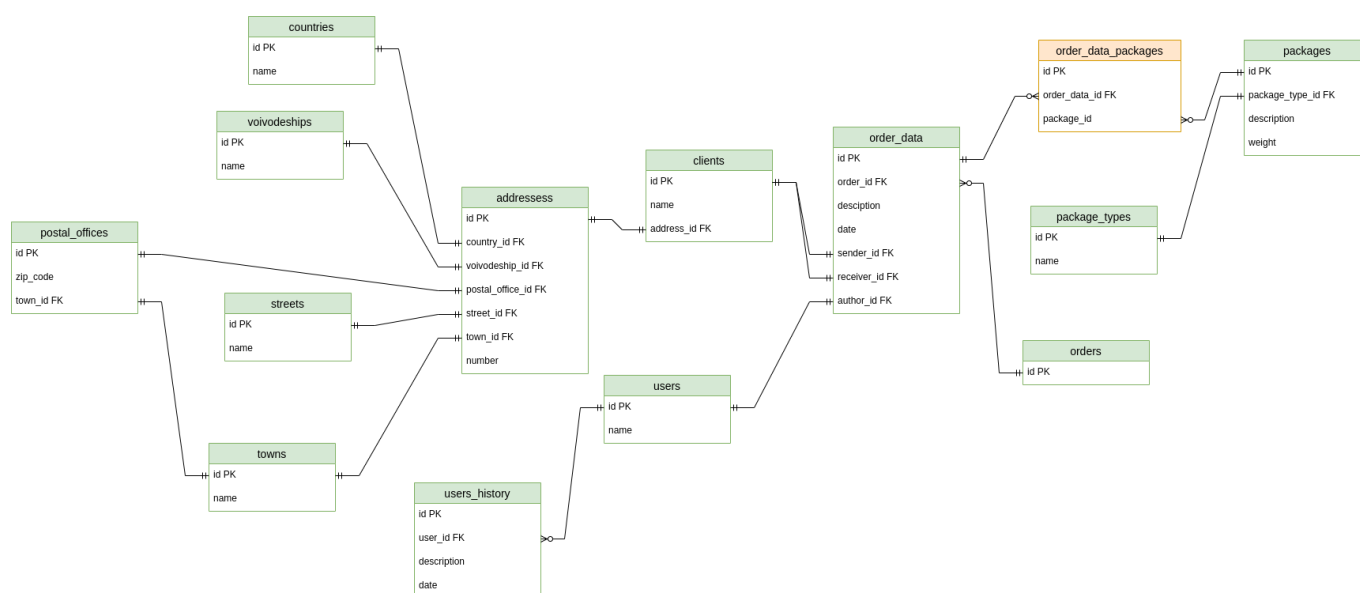 countries
id PK
name
voivodeships
id PK
name
postal_offices
id PK
zip_code
town_id FK
streets
id PK
name
towns
id PK
name
addressess
id PK
country_id FK
voivodeship_id FK
postal_office_id FK
street_id FK
town_id FK
number
users_history
id PK
user_id FK
description
date
clients
id PK
name
address_id FK
users
id PK
name
order_data
id PK
order_id FK
desciption
date
sender_id FK
receiver_id FK
author_id FK
order_data_packages
id PK
order_data_id FK
package_id
package_types
id PK
name
orders
id PK
packages
id PK
package_type_id FK
description
weight